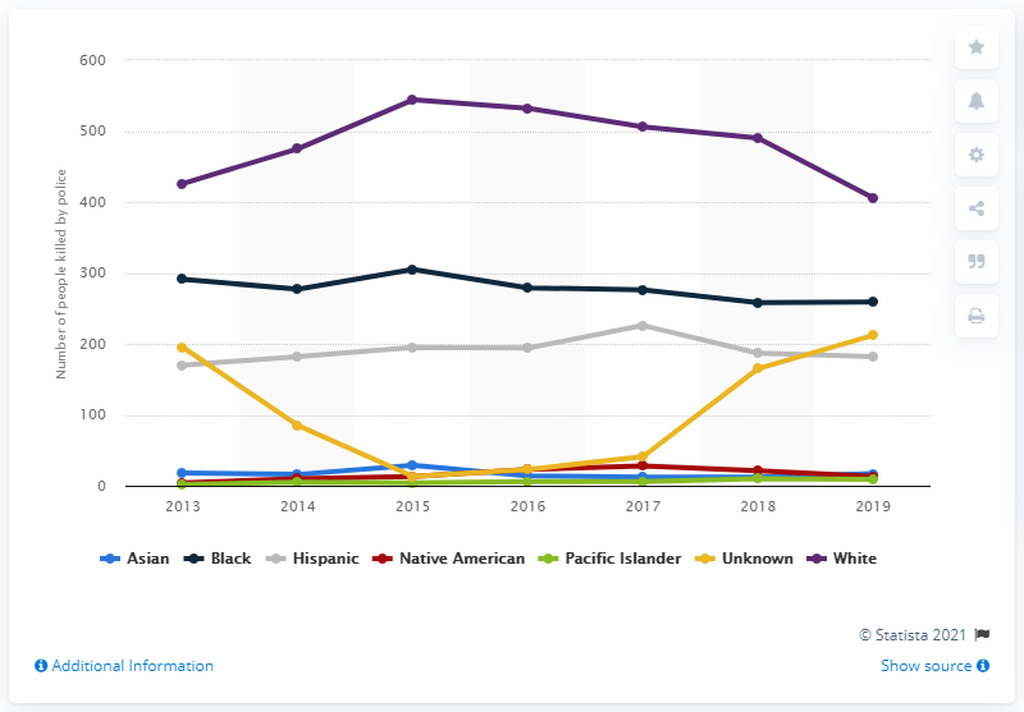 600
500
400
300
200
100
0
Number of people killed by police
2013 2014 2015 2016 2017 2018 2019
Asian Black Hispanic Native American Pacific Islander Unknown White
© Statista 2021
Additional Information Show source